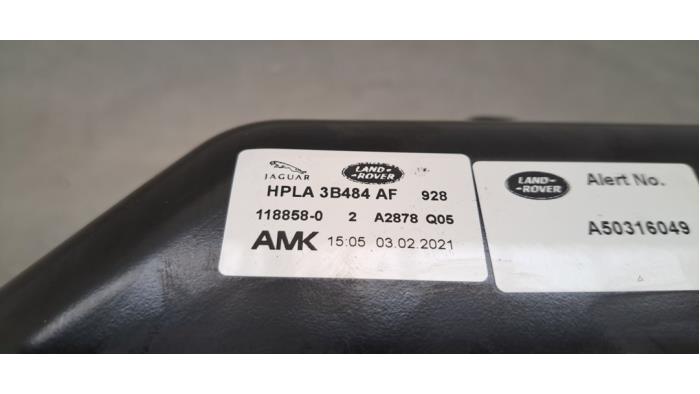 JAGUAR
LAND-
-ROVER
HPLA 3B484 AF 928
118858-0 2 A2878 Q05
AMK 15:05 03.02.2021
LAND-
-ROVER
Alert No.
A50316049